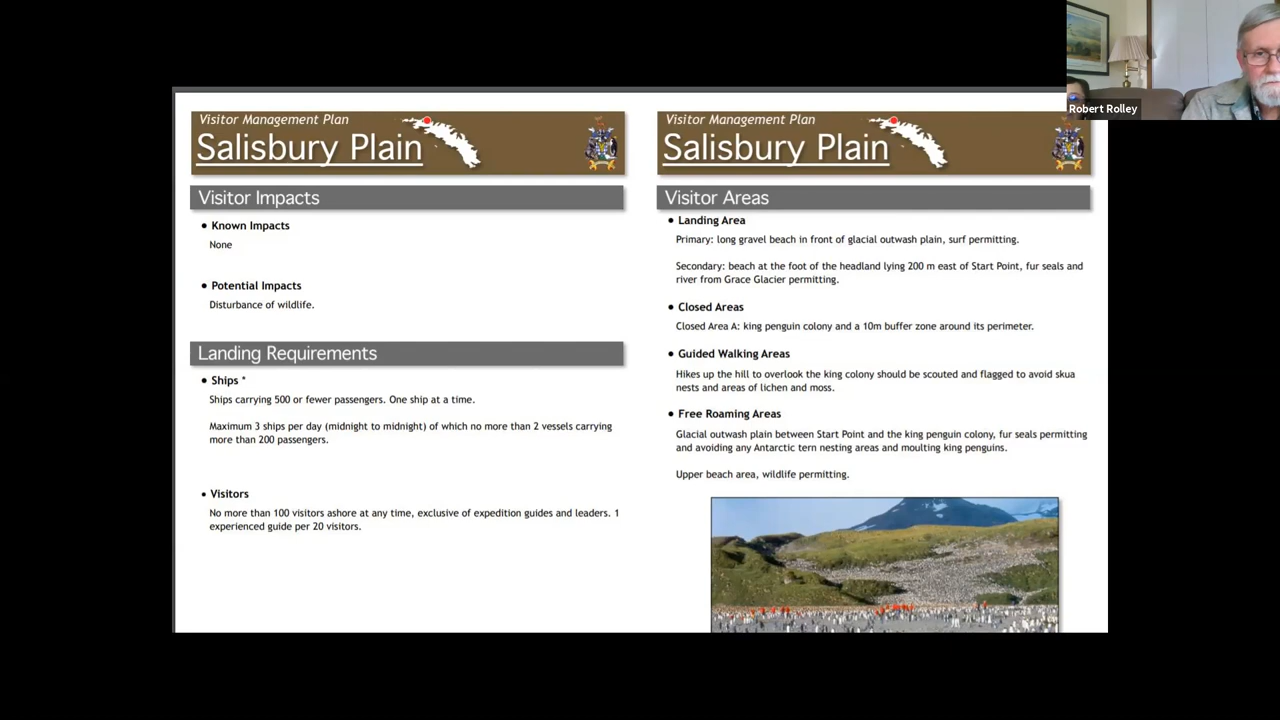 Robert Rolley
Visitor Management Plan
Salisbury Plain
Visitor Impacts
● Known Impacts
None
● Potential Impacts
Disturbance of wildlife.
Landing Requirements
● Ships *
Ships carrying 500 or fewer passengers. One ship at a time.
Maximum 3 ships per day (midnight to midnight) of which no more than 2 vessels carrying
more than 200 passengers.
● Visitors
No more than 100 visitors ashore at any time, exclusive of expedition guides and leaders. 1
experienced guide per 20 visitors.
Visitor Management Plan
Salisbury Plain
Visitor Areas
● Landing Area
Primary: long gravel beach in front of glacial outwash plain, surf permitting.
Secondary: beach at the foot of the headland lying 200 m east of Start Point, fur seals and
river from Grace Glacier permitting.
● Closed Areas
Closed Area A: king penguin colony and a 10m buffer zone around its perimeter.
● Guided Walking Areas
Hikes up the hill to overlook the king colony should be scouted and flagged to avoid skua
nests and areas of lichen and moss.
● Free Roaming Areas
Glacial outwash plain between Start Point and the king penguin colony, fur seals permitting
and avoiding any Antarctic tern nesting areas and moulting king penguins.
Upper beach area, wildlife permitting.